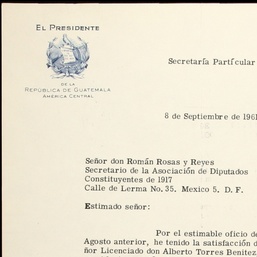 EL PRESIDENTE
DE LA
REPÚBLICA DE GUATEMALA
AMÉRICA CENTRAL
Secretaría Particular
8 de Septiembre de 1961
Señor don Román Rosas y Reyes
Secretario de la Asociación de Diputados
Constituyentes de 1917
Calle de Lerma No. 35. Mexico 5. D. F.
Estimado señor:
Por el estimable oficio de
Agosto anterior, he tenido la satisfacción d
ñor Licenciado don Alberto Torres Benitez